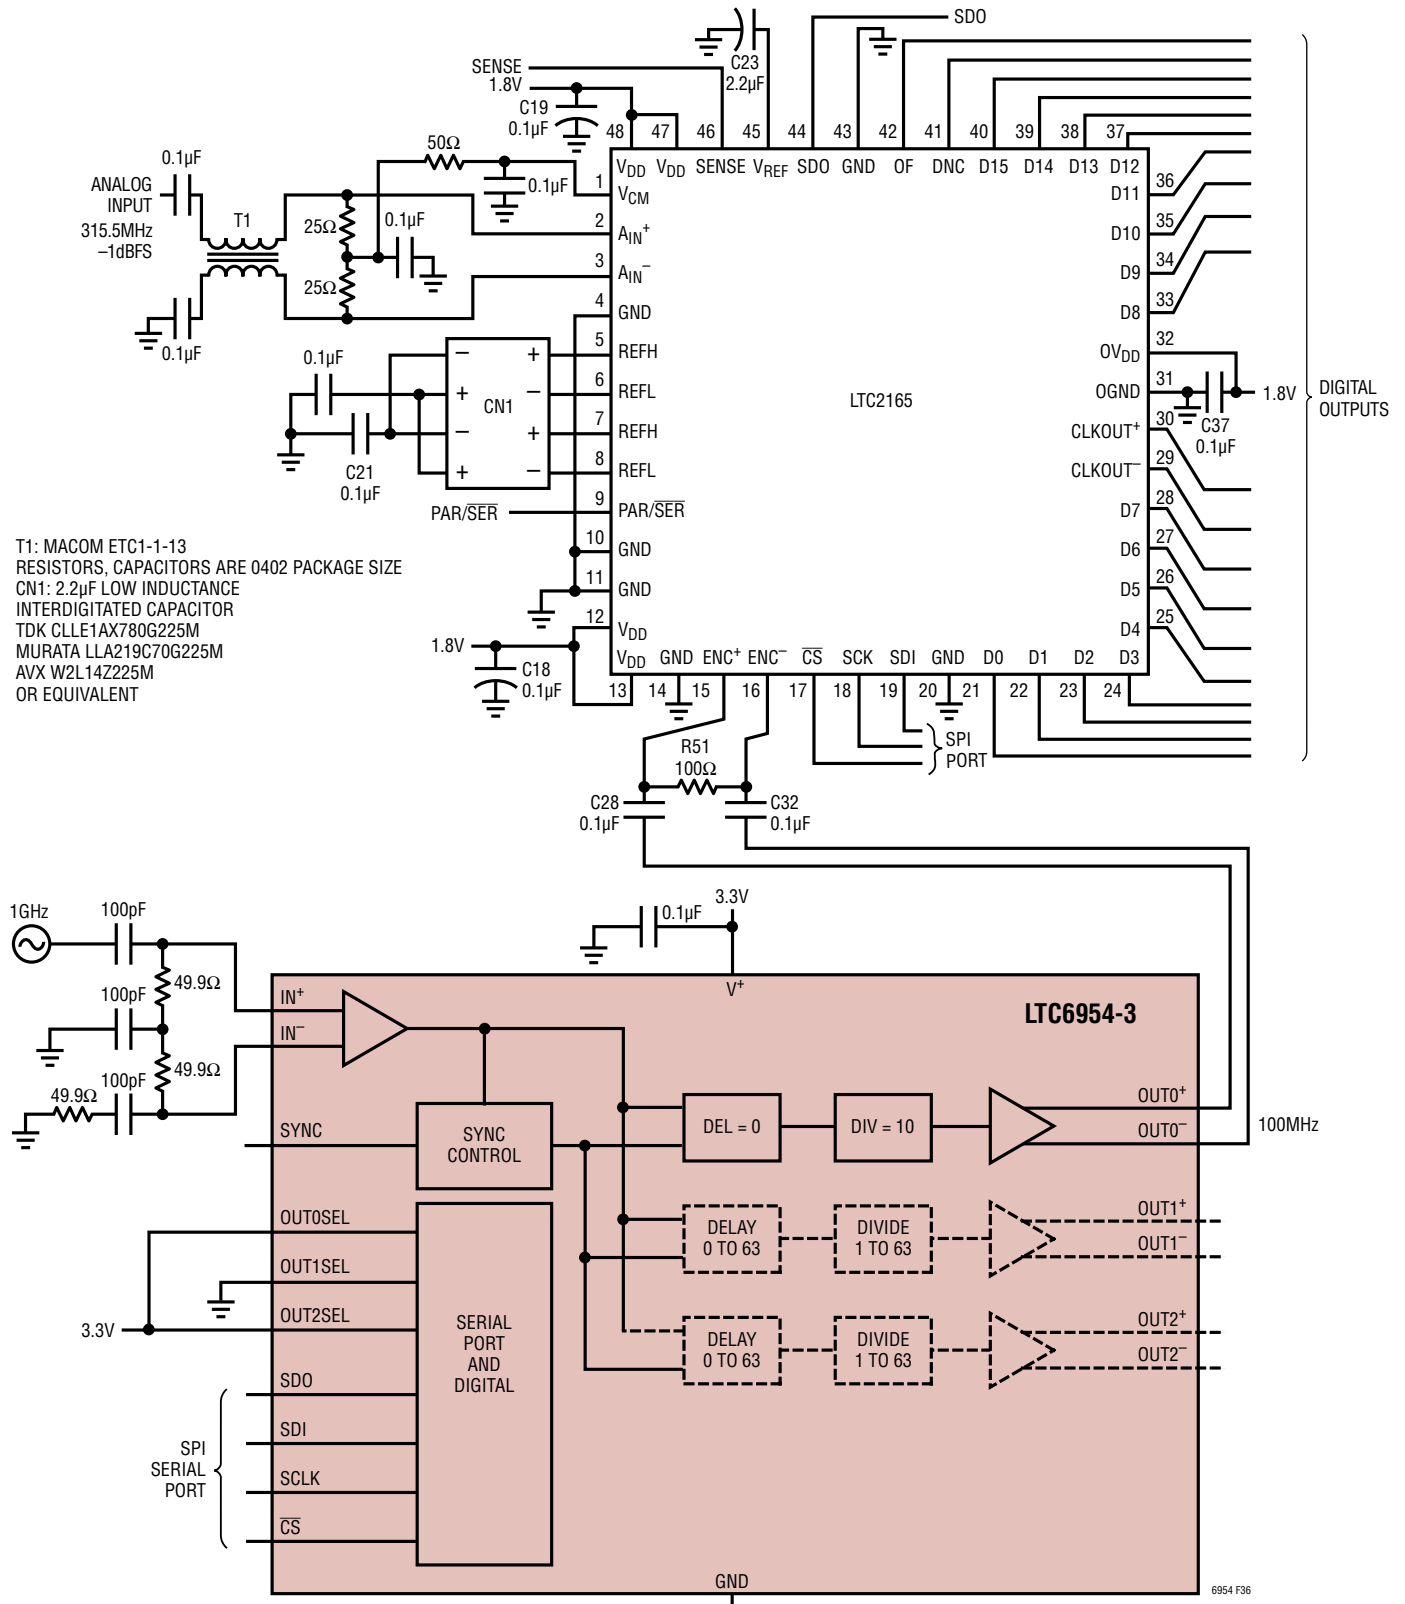 SDO
C23
2.2µF
SENSE
1.8V
C19
0.1µF
48 47 46 45 44 43 42 41 40 39 38 37
VDD VDD SENSE VREF SDO GND OF DNC D15 D14 D13 D12
50Ω
0.1µF
0.1µF
ANALOG
INPUT
315.5MHz
–1dBFS
T1
25Ω
0.1µF
25Ω
0.1µF
1 VCM
2 AIN+
3 AIN–
4 GND
5 REFH
6 REFL
7 REFH
8 REFL
9 PAR/SER
10 GND
11 GND
12 VDD
0.1µF
C21
0.1µF
– +
+ –
CN1
– +
+ –
PAR/SER
LTC2165
D11 36
D10 35
D9 34
D8 33
OVDD 32
OGND 31
CLKOUT+ 30
CLKOUT– 29
D7 28
D6 27
D5 26
D4 25
1.8V
C37
0.1µF
DIGITAL
OUTPUTS
T1: MACOM ETC1-1-13
RESISTORS, CAPACITORS ARE 0402 PACKAGE SIZE
CN1: 2.2µF LOW INDUCTANCE
INTERDIGITATED CAPACITOR
TDK CLLE1AX780G225M
MURATA LLA219C70G225M
AVX W2L14Z225M
OR EQUIVALENT
1.8V
C18
0.1µF
VDD GND ENC+ ENC– CS SCK SDI GND D0 D1 D2 D3
13 14 15 16 17 18 19 20 21 22 23 24
SPI
PORT
R51
100Ω
C28
0.1µF
C32
0.1µF
3.3V
0.1µF
1GHz
100pF
49.9Ω
100pF
49.9Ω
100pF
49.9Ω
V+
LTC6954-3
IN+
IN–
SYNC
SYNC
CONTROL
DEL = 0
DIV = 10
OUT0+
OUT0–
100MHz
OUT0SEL
OUT1SEL
OUT2SEL
3.3V
DELAY
0 TO 63
DIVIDE
1 TO 63
OUT1+
OUT1–
DELAY
0 TO 63
DIVIDE
1 TO 63
OUT2+
OUT2–
SERIAL
PORT
AND
DIGITAL
SDO
SDI
SCLK
CS
SPI
SERIAL
PORT
GND
6954 F36